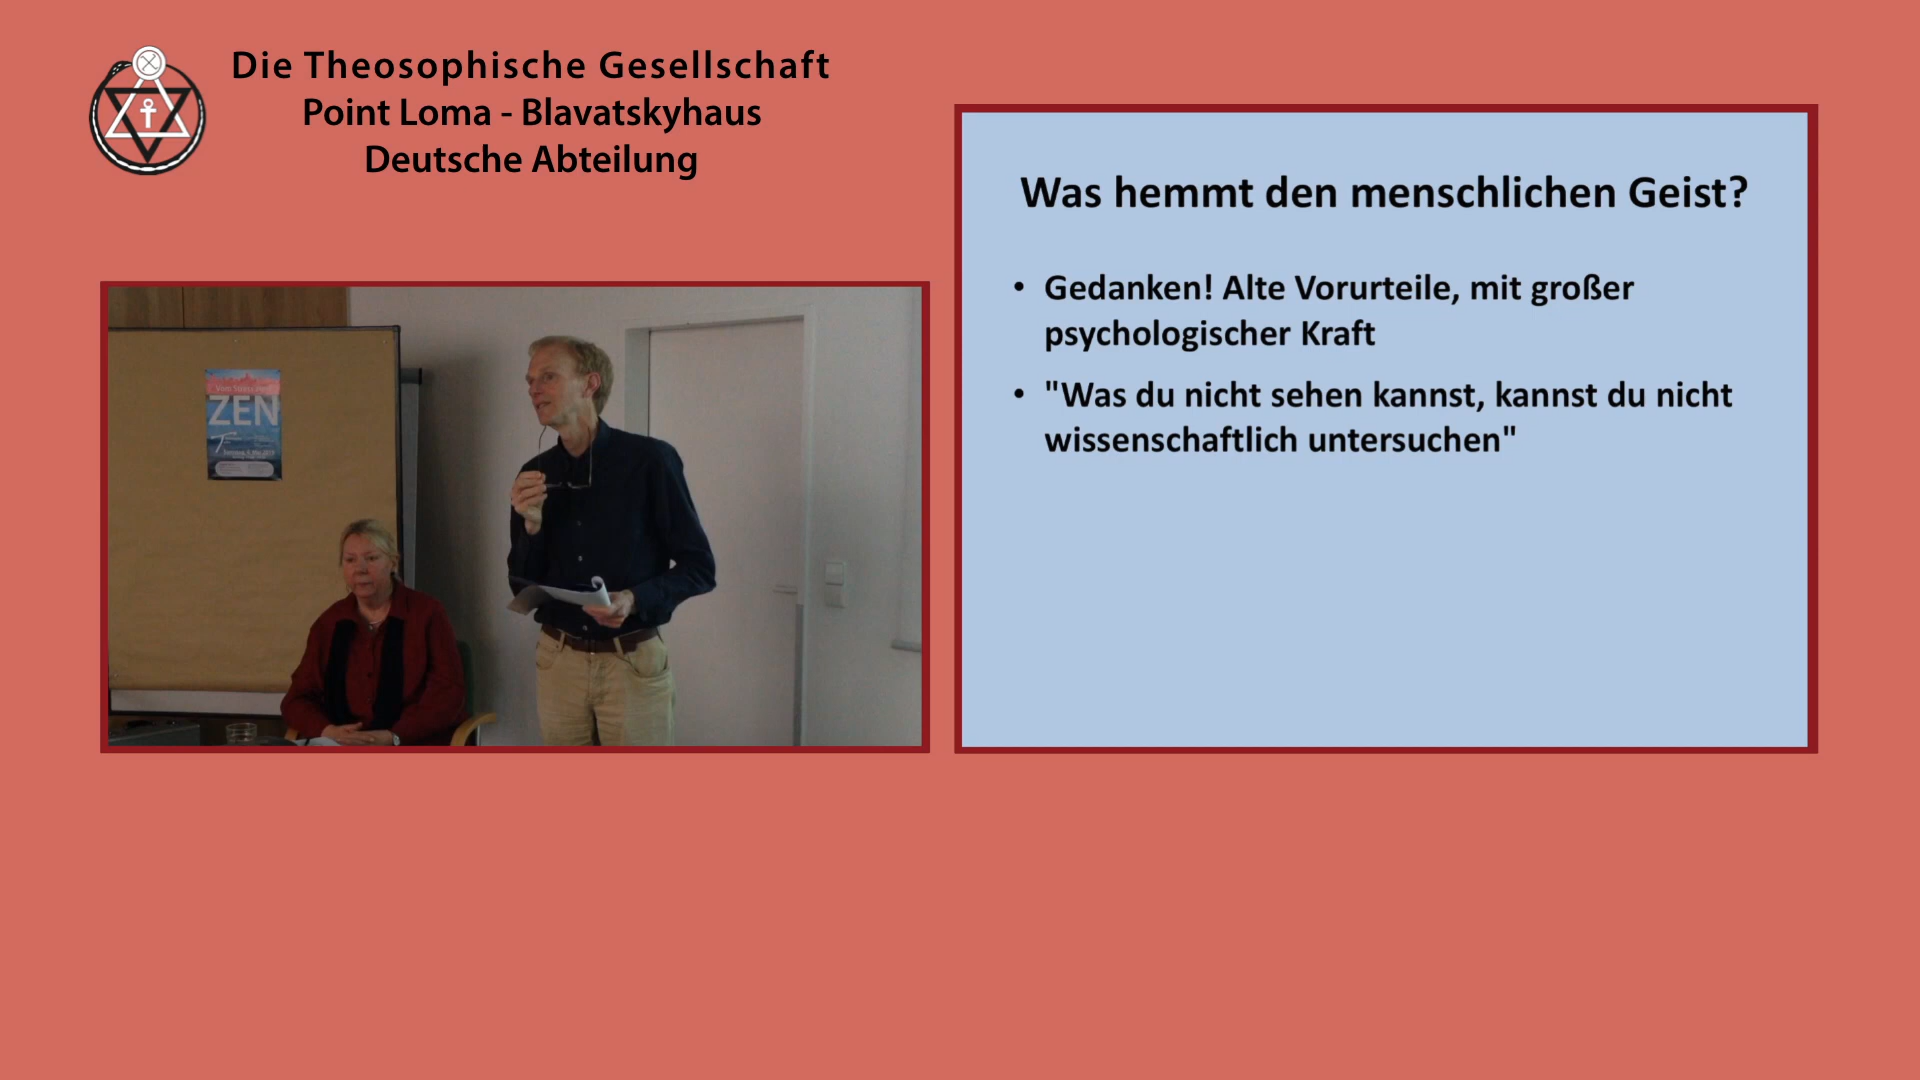 Die Theosophische Gesellschaft
Point Loma - Blavatskyhaus
Deutsche Abteilung
Was hemmt den menschlichen Geist?
• Gedanken! Alte Vorurteile, mit großer
psychologischer Kraft
• "Was du nicht sehen kannst, kannst du nicht
wissenschaftlich untersuchen"
ZEN